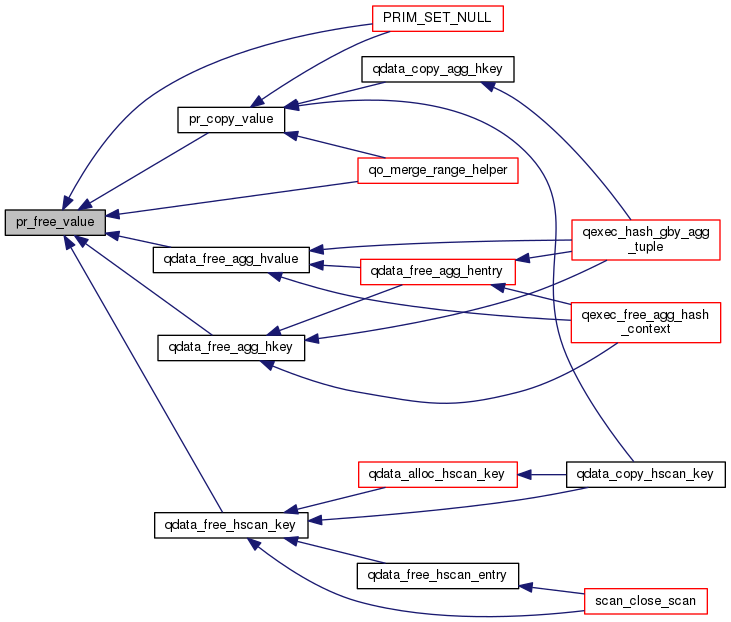 PRIM_SET_NULL
qdata_copy_agg_hkey
pr_copy_value
qo_merge_range_helper
pr_free_value
qexec_hash_gby_agg
_tuple
qdata_free_agg_hvalue
qdata_free_agg_hentry
qexec_free_agg_hash
_context
qdata_free_agg_hkey
qdata_alloc_hscan_key
qdata_copy_hscan_key
qdata_free_hscan_key
qdata_free_hscan_entry
scan_close_scan